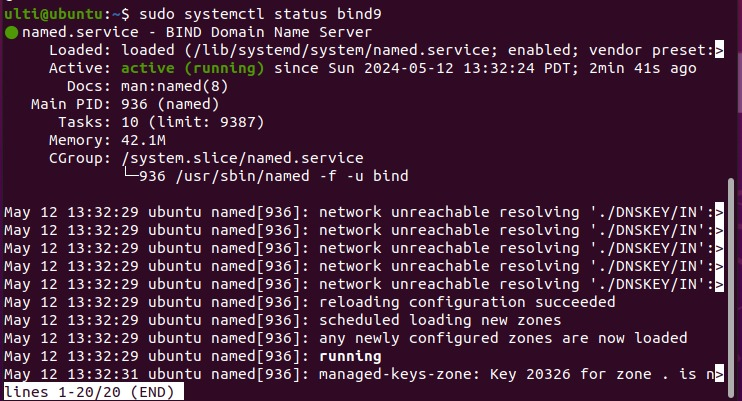 ulti@ubuntu:~$ sudo systemctl status bind9
● named.service - BIND Domain Name Server
     Loaded: loaded (/lib/systemd/system/named.service; enabled; vendor preset:>
     Active: active (running) since Sun 2024-05-12 13:32:24 PDT; 2min 41s ago
       Docs: man:named(8)
   Main PID: 936 (named)
      Tasks: 10 (limit: 9387)
     Memory: 42.1M
     CGroup: /system.slice/named.service
             └─936 /usr/sbin/named -f -u bind

May 12 13:32:29 ubuntu named[936]: network unreachable resolving './DNSKEY/IN':>
May 12 13:32:29 ubuntu named[936]: network unreachable resolving './DNSKEY/IN':>
May 12 13:32:29 ubuntu named[936]: network unreachable resolving './DNSKEY/IN':>
May 12 13:32:29 ubuntu named[936]: network unreachable resolving './DNSKEY/IN':>
May 12 13:32:29 ubuntu named[936]: network unreachable resolving './DNSKEY/IN':>
May 12 13:32:29 ubuntu named[936]: reloading configuration succeeded
May 12 13:32:29 ubuntu named[936]: scheduled loading new zones
May 12 13:32:29 ubuntu named[936]: any newly configured zones are now loaded
May 12 13:32:29 ubuntu named[936]: running
May 12 13:32:31 ubuntu named[936]: managed-keys-zone: Key 20326 for zone . is n>
lines 1-20/20 (END)